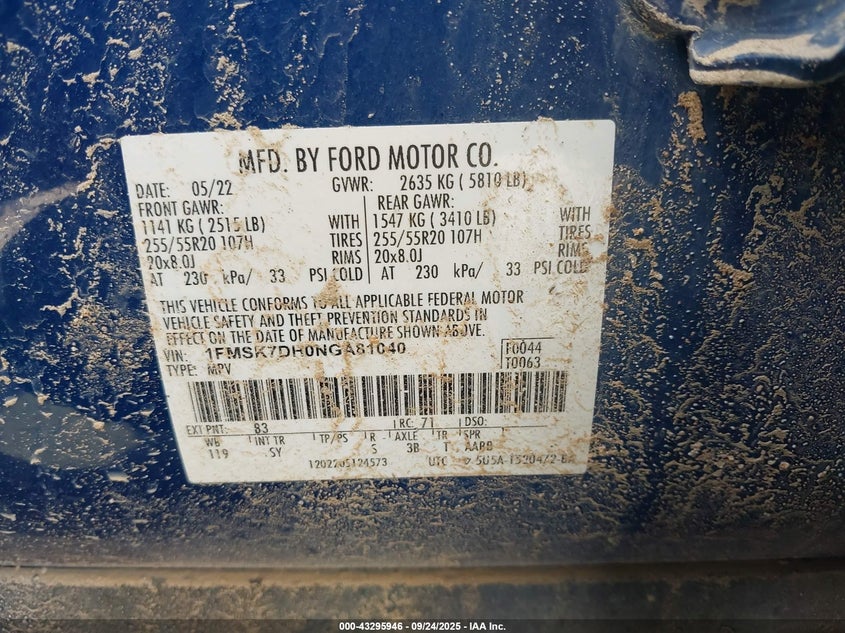 MFD. BY FORD MOTOR CO.
DATE: 05/22 GVWR: 2635 KG ( 5810 LB)
FRONT GAWR: REAR GAWR:
1141 KG ( 2515 LB) WITH 1547 KG ( 3410 LB) WITH
255/55R20 107H TIRES 255/55R20 107H TIRES
20x8.0J RIMS 20x8.0J RIMS
AT 230 kPa/ 33 PSI COLD AT 230 kPa/ 33 PSI COLD
THIS VEHICLE CONFORMS TO ALL APPLICABLE FEDERAL MOTOR
VEHICLE SAFETY AND THEFT PREVENTION STANDARDS IN
EFFECT ON THE DATE OF MANUFACTURE SHOWN ABOVE.
VIN: 1FMSK7DH0NGA81040 F0044
TYPE: MPV T0063
EXT PNT: B3 RC: 71 DSO:
WB INT TR TP/PS R AXLE TR SPR
119 SY S 3B T AABB
1202205124573 UTC
000-43295946 - 09/24/2025 - IAA Inc.